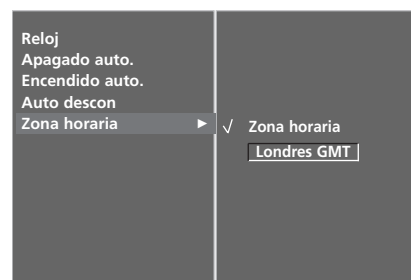 Reloj
Apagado auto.
Encendido auto.
Auto descon
Zona horaria ► √ Zona horaria
Londres GMT